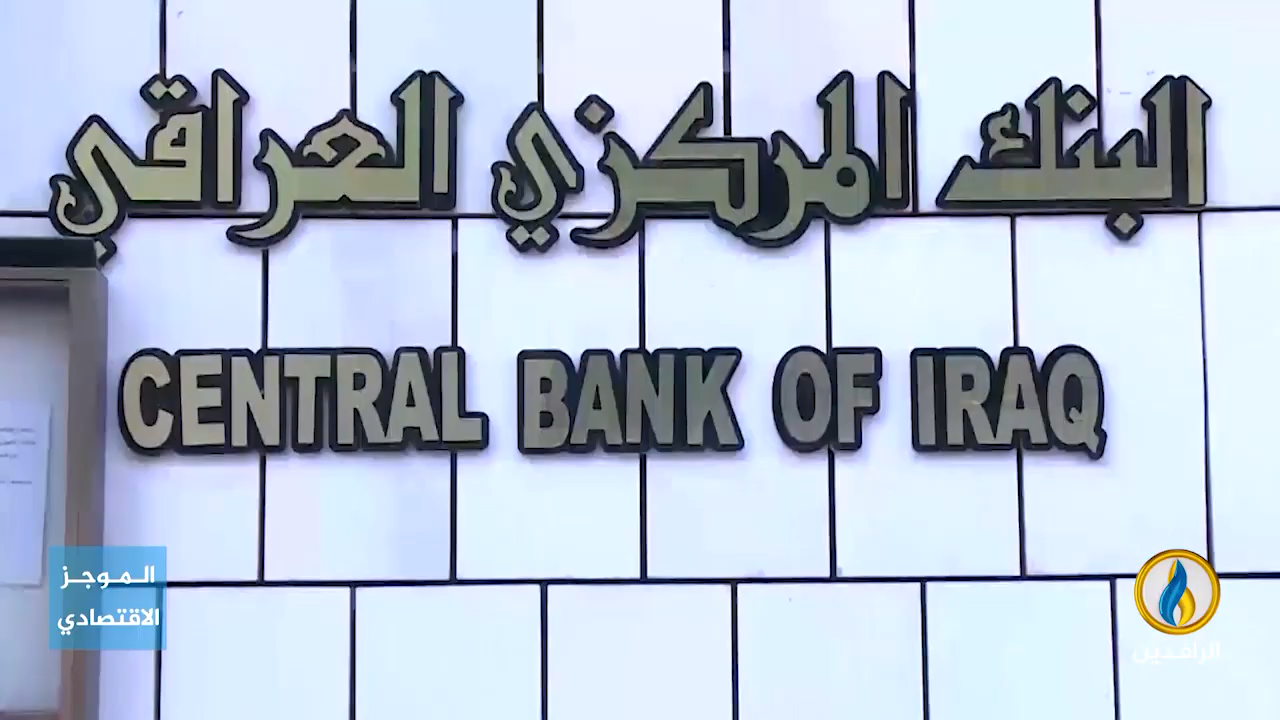 البنك المركزي العراقي
CENTRAL BANK OF IRAQ
الموجز
الاقتصادي
الرافدين